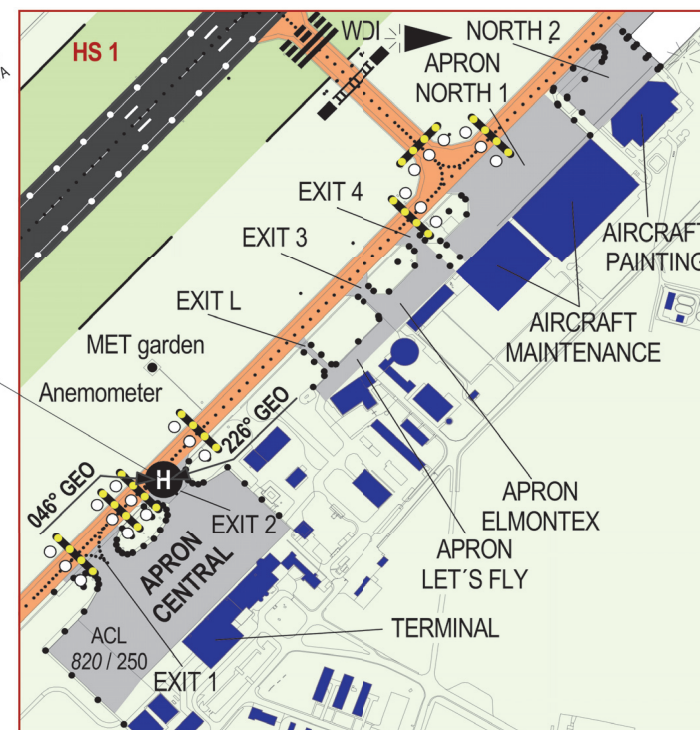 HS 1
WDI
NORTH 2
APRON
NORTH 1
A
EXIT 4
EXIT 3
AIRCRAFT
PAINTING
EXIT L
AIRCRAFT
MAINTENANCE
MET garden
Anemometer
226° GEO
046° GEO
H
EXIT 2
APRON
ELMONTEX
APRON
CENTRAL
APRON
LET´S FLY
TERMINAL
ACL
820 / 250
EXIT 1